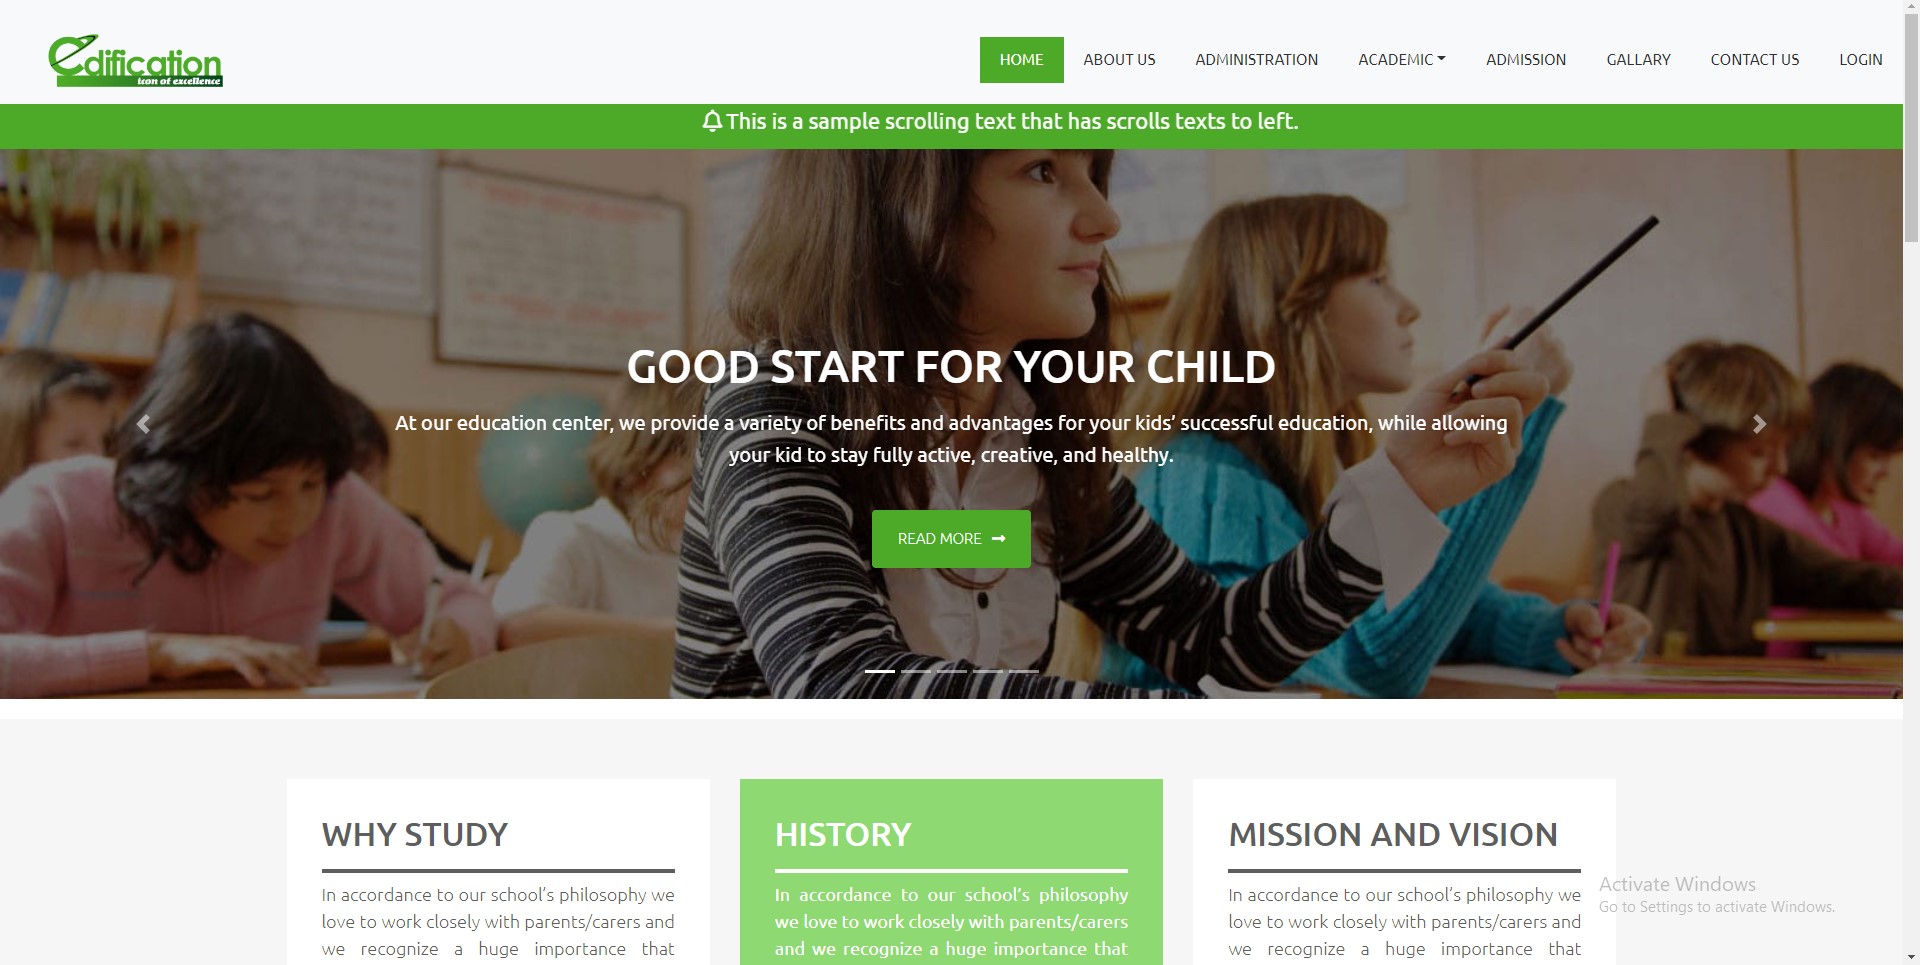 edification
icon of excellence
HOME ABOUT US ADMINISTRATION ACADEMIC ADMISSION GALLARY CONTACT US LOGIN
This is a sample scrolling text that has scrolls texts to left.
GOOD START FOR YOUR CHILD
At our education center, we provide a variety of benefits and advantages for your kids’ successful education, while allowing
your kid to stay fully active, creative, and healthy.
READ MORE
WHY STUDY
In accordance to our school’s philosophy we
love to work closely with parents/carers and
we recognize a huge importance that
HISTORY
In accordance to our school’s philosophy
we love to work closely with parents/carers
and we recognize a huge importance that
MISSION AND VISION
In accordance to our school’s philosophy we
love to work closely with parents/carers and
we recognize a huge importance that
Activate Windows
Go to Settings to activate Windows.